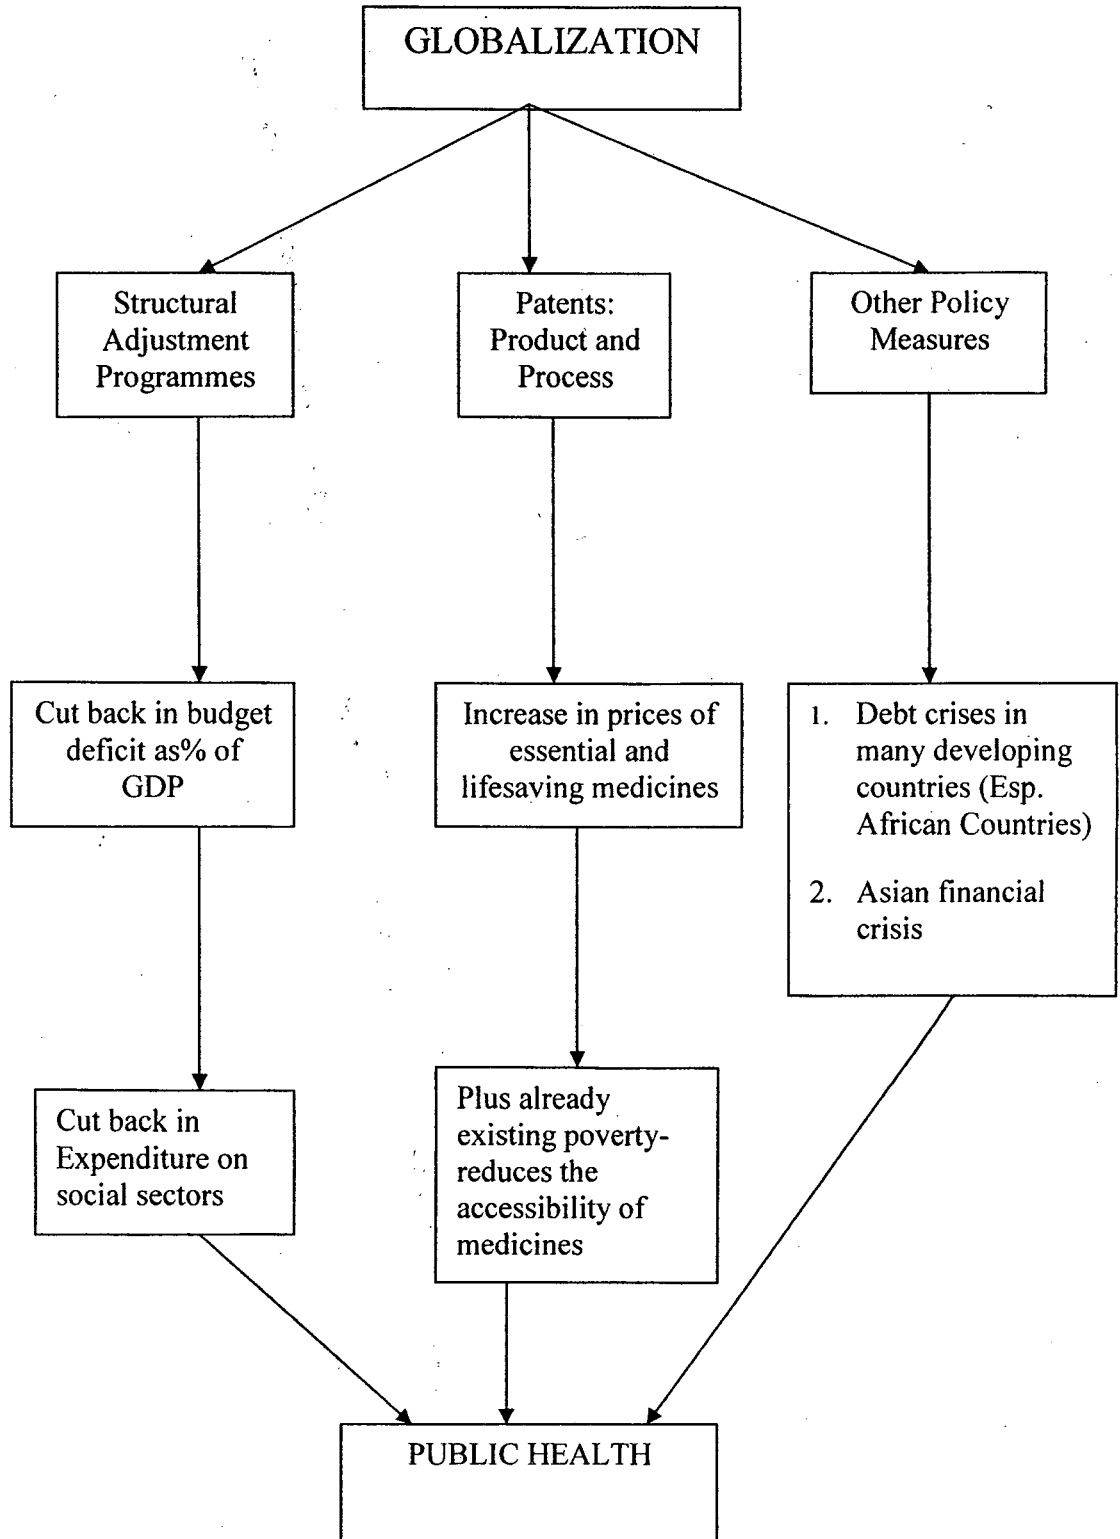 GLOBALIZATION
Structural
Adjustment
Programmes
Patents:
Product and
Process
Other Policy
Measures
Cut back in budget
deficit as% of
GDP
Increase in prices of
essential and
lifesaving medicines
1. Debt crises in
many developing
countries (Esp.
African Countries)
2. Asian financial
crisis
Cut back in
Expenditure on
social sectors
Plus already
existing poverty-
reduces the
accessibility of
medicines
PUBLIC HEALTH